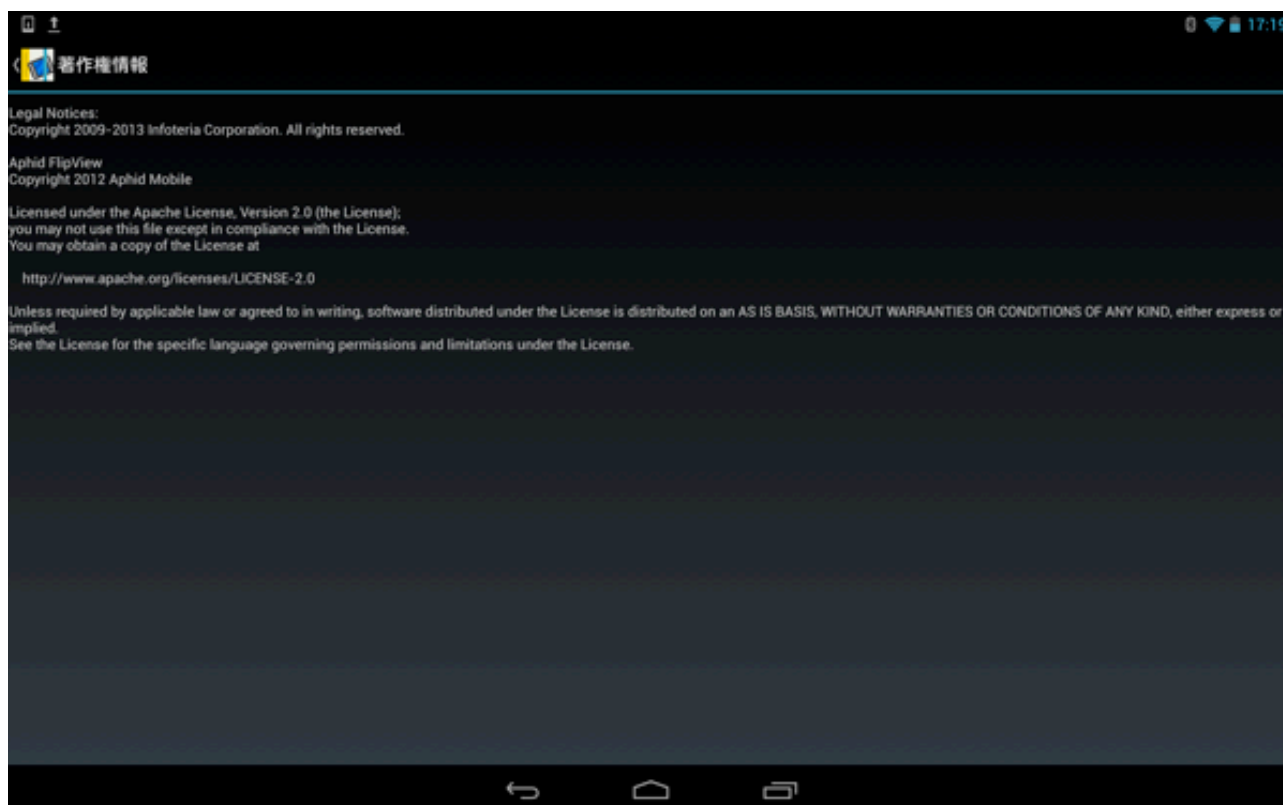 17:19
著作権情報
Legal Notices:
Copyright 2009-2013 Infoteria Corporation. All rights reserved.
Aphid FlipView
Copyright 2012 Aphid Mobile
Licensed under the Apache License, Version 2.0 (the License);
you may not use this file except in compliance with the License.
You may obtain a copy of the License at
http://www.apache.org/licenses/LICENSE-2.0
Unless required by applicable law or agreed to in writing, software distributed under the License is distributed on an AS IS BASIS, WITHOUT WARRANTIES OR CONDITIONS OF ANY KIND, either express or
implied.
See the License for the specific language governing permissions and limitations under the License.